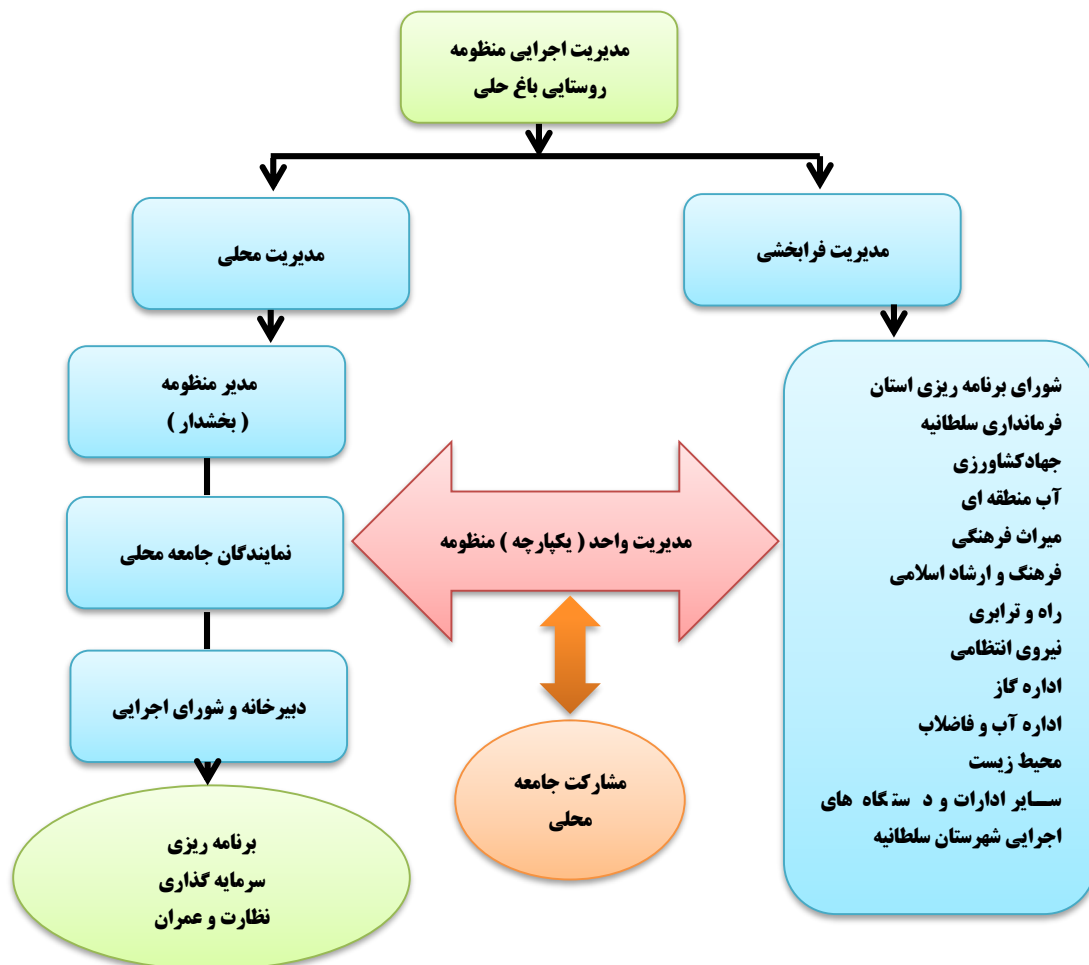 مدیریت اجرایی منظومه
روستایی باغ حلی
مدیریت فرابخشی
مدیریت محلی
شورای برنامه ریزی استان
فرمانداری سلطانیه
جهادکشاورزی
آب منطقه ای
میراث فرهنگی
فرهنگ و ارشاد اسلامی
راه و ترابری
نیروی انتظامی
اداره گاز
اداره آب و فاضلاب
محیط زیست
ســایر ادارات و د ستگاه های
اجرایی شهرستان سلطانیه
مدیر منظومه
( بخشدار )
نمایندگان جامعه محلی
دبیرخانه و شورای اجرایی
برنامه ریزی
سرمایه گذاری
نظارت و عمران
مدیریت واحد ( یکپارچه ) منظومه
مشارکت جامعه
محلی